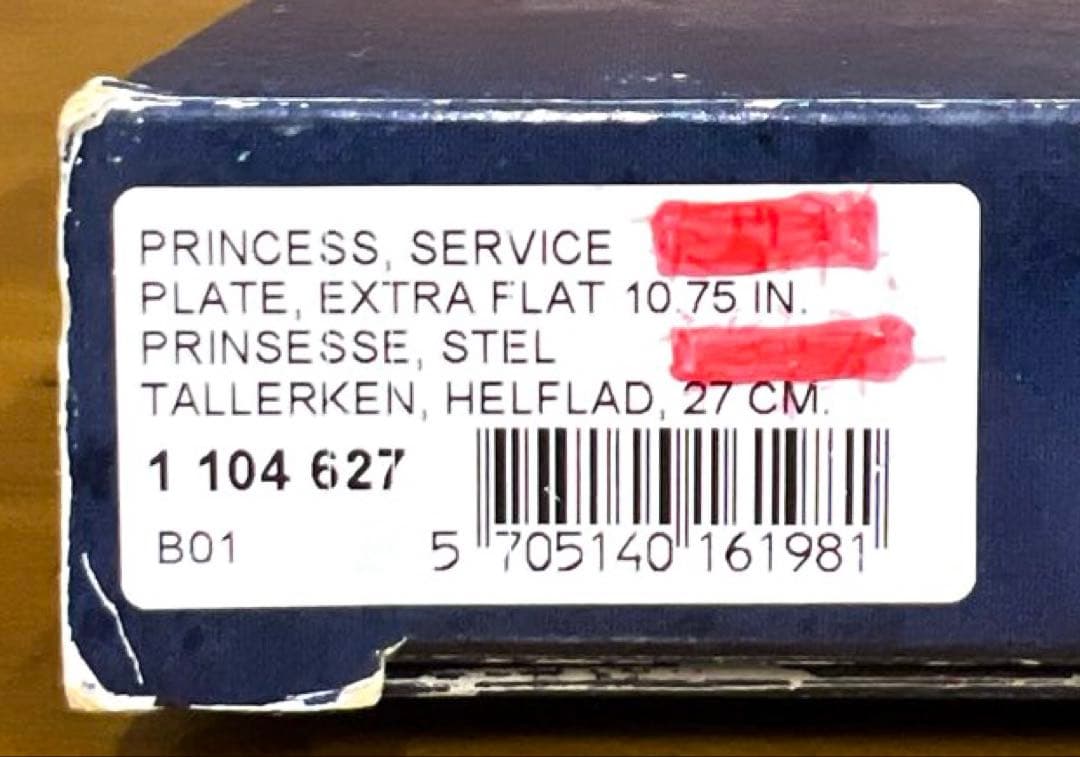 PRINCESS, SERVICE
PLATE, EXTRA FLAT 10.75 IN.
PRINSESSE, STEL
TALLERKEN, HELFLAD, 27 CM.
1 104 627
B01
5 705140 161981